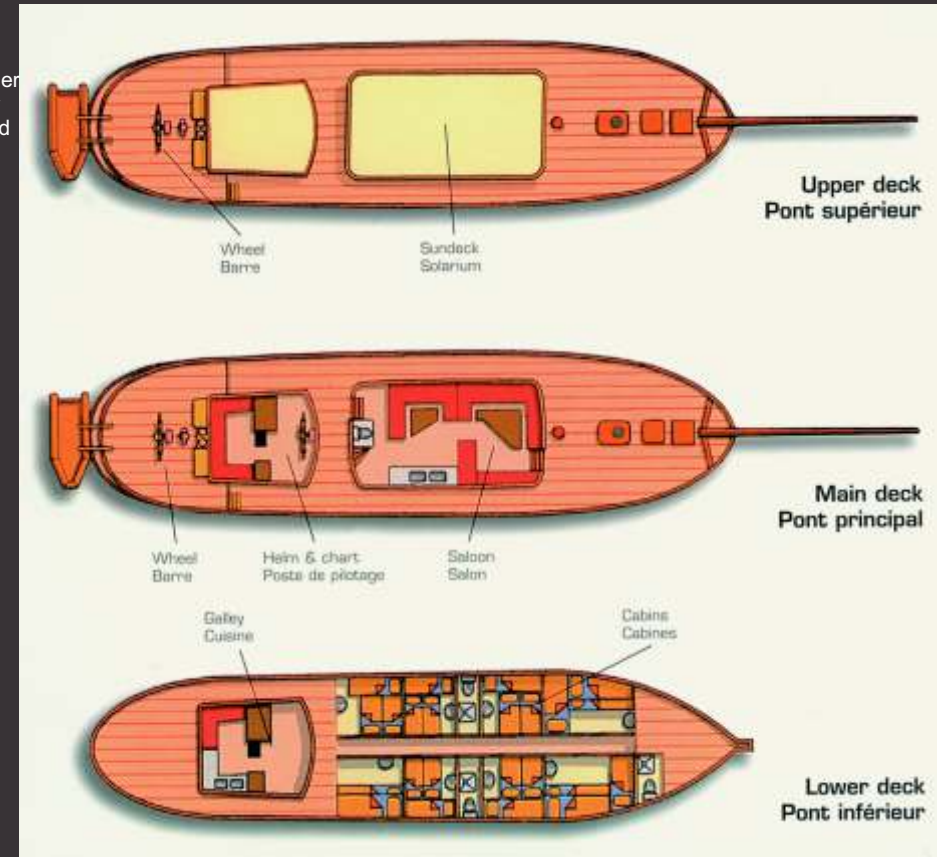 er
d
Upper deck
Pont supérieur
Wheel
Barre
Sundeck
Solarium
Main deck
Pont principal
Wheel
Barre
Helm & chart
Poste de pilotage
Saloon
Salon
Galley
Cuisine
Cabins
Cabines
Lower deck
Pont inférieur